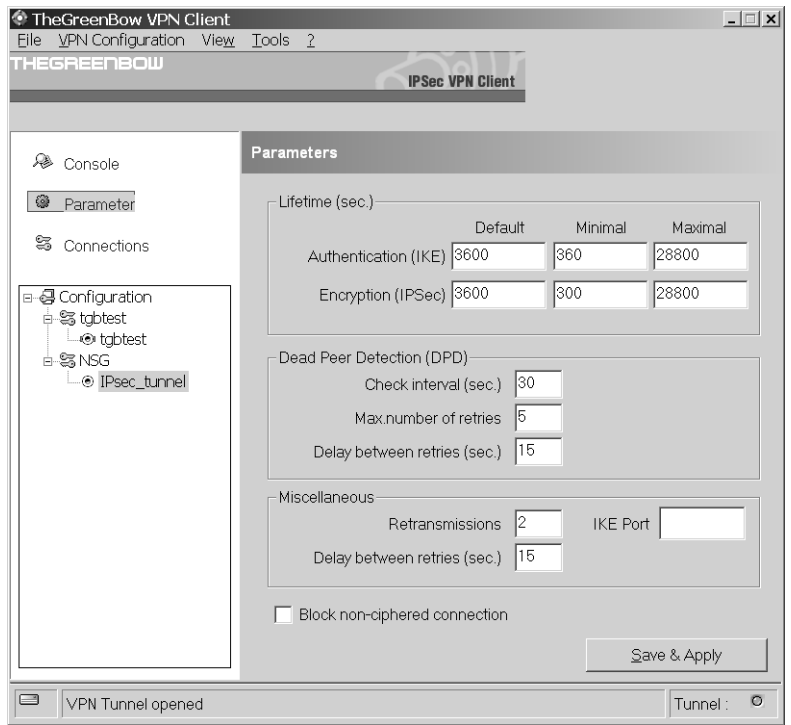 TheGreenBow VPN Client
File VPN Configuration View Tools ?
THEGREENBOW
IPSec VPN Client
Console
Parameter
Connections
Configuration
tgbtest
tgbtest
NSG
IPsec_tunnel
Parameters
Lifetime (sec.)
Default Minimal Maximal
Authentication (IKE) 3600 360 28800
Encryption (IPSec) 3600 300 28800
Dead Peer Detection (DPD)
Check interval (sec.) 30
Max.number of retries 5
Delay between retries (sec.) 15
Miscellaneous
Retransmissions 2 IKE Port
Delay between retries (sec.) 15
Block non-ciphered connection
Save & Apply
VPN Tunnel opened Tunnel :